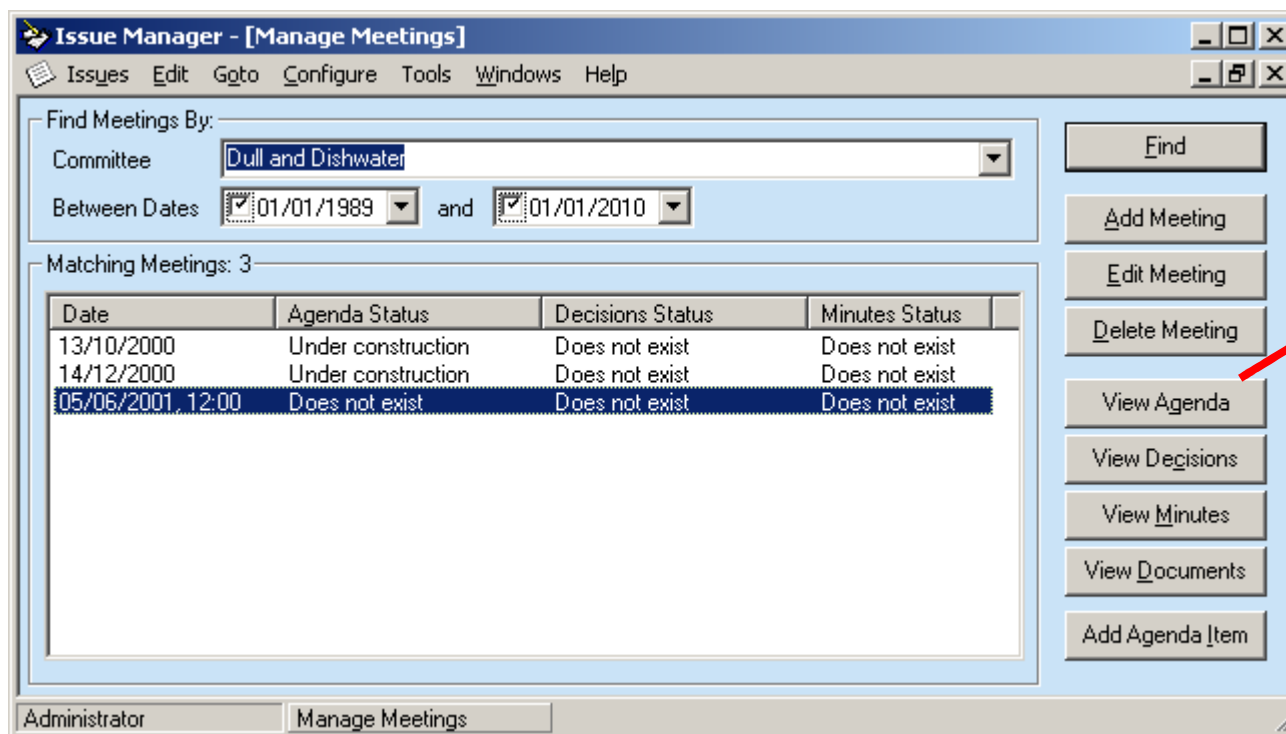 Issue Manager - [Manage Meetings]
Issues Edit Goto Configure Tools Windows Help
Find Meetings By:
Committee Dull and Dishwater
Between Dates 01/01/1989 and 01/01/2010
Find
Add Meeting
Edit Meeting
Delete Meeting
View Agenda
View Decisions
View Minutes
View Documents
Add Agenda Item
Matching Meetings: 3
Date Agenda Status Decisions Status Minutes Status
13/10/2000 Under construction Does not exist Does not exist
14/12/2000 Under construction Does not exist Does not exist
05/06/2001, 12:00 Does not exist Does not exist Does not exist
Administrator Manage Meetings